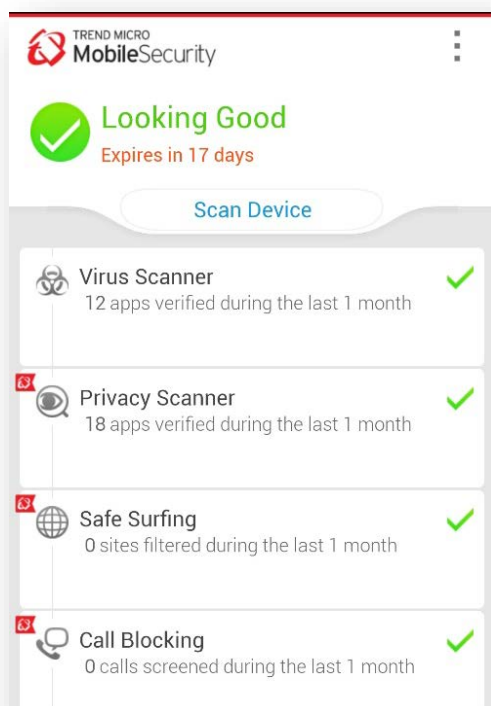 TREND MICRO
MobileSecurity
Looking Good
Expires in 17 days
Scan Device
Virus Scanner
12 apps verified during the last 1 month
Privacy Scanner
18 apps verified during the last 1 month
Safe Surfing
0 sites filtered during the last 1 month
Call Blocking
0 calls screened during the last 1 month